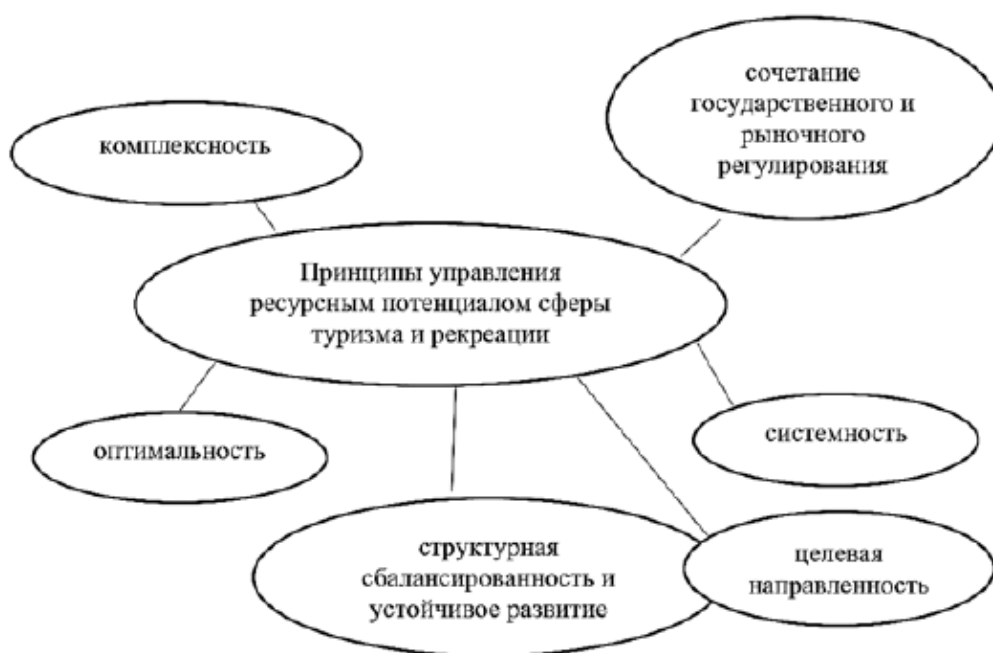 сочетание
государственного и
рыночного
регулирования
комплексность
Принципы управления
ресурсным потенциалом сферы
туризма и рекреации
оптимальность
системность
структурная
сбалансированность и
устойчивое развитие
целевая
направленность